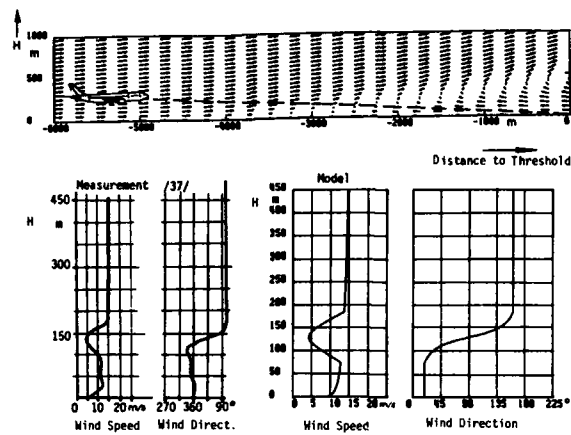 H
m
1000
500
0
-6000 -5000 -4000 -3000 -2000 -1000 m 0
Distance to Threshold
Measurement /37/
Model
H
m
450
300
150
0 10 20 m/s
270 360 90°
Wind Speed Wind Direct.
H
m
450
400
350
300
250
200
150
100
50
0
0 5 10 15 20 m/s
45 90 135 180 225°
Wind Speed Wind Direction